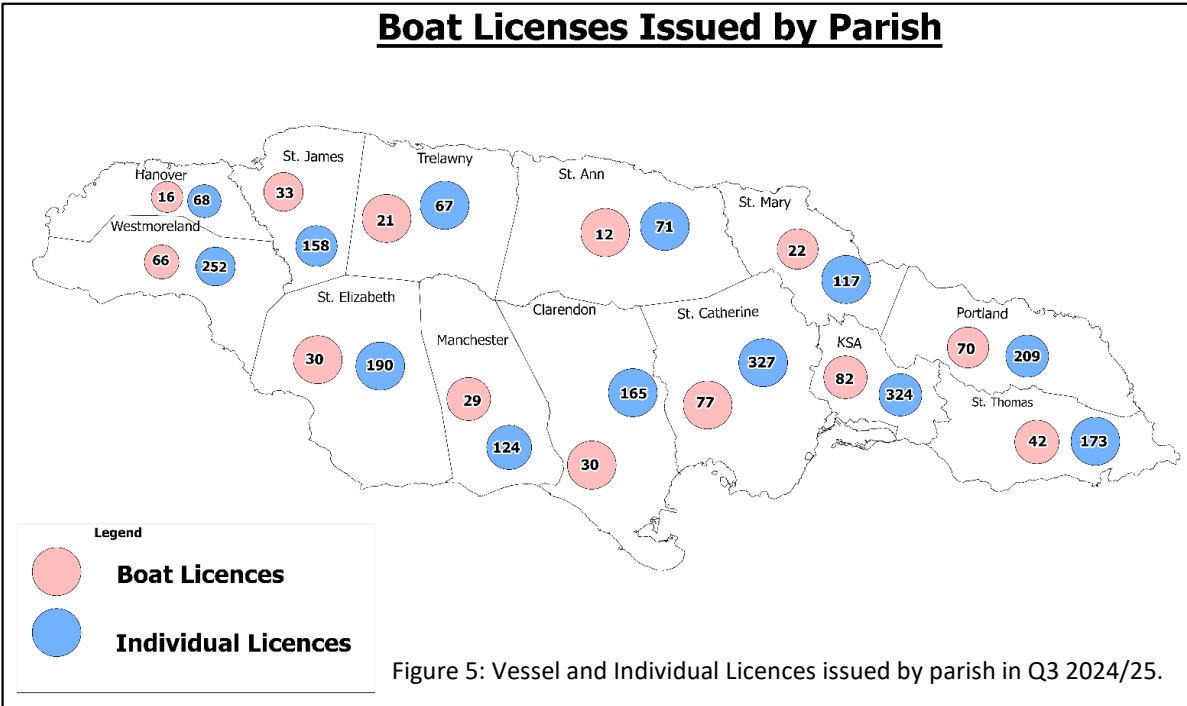 Boat Licenses Issued by Parish
Hanover
16
68
Westmoreland
66
252
St. James
33
158
Trelawny
21
67
St. Ann
12
71
St. Mary
22
117
St. Elizabeth
30
190
Manchester
29
124
Clarendon
165
30
St. Catherine
327
77
KSA
82
324
Portland
70
209
St. Thomas
42
173
Legend
Boat Licences
Individual Licences
Figure 5: Vessel and Individual Licences issued by parish in Q3 2024/25.